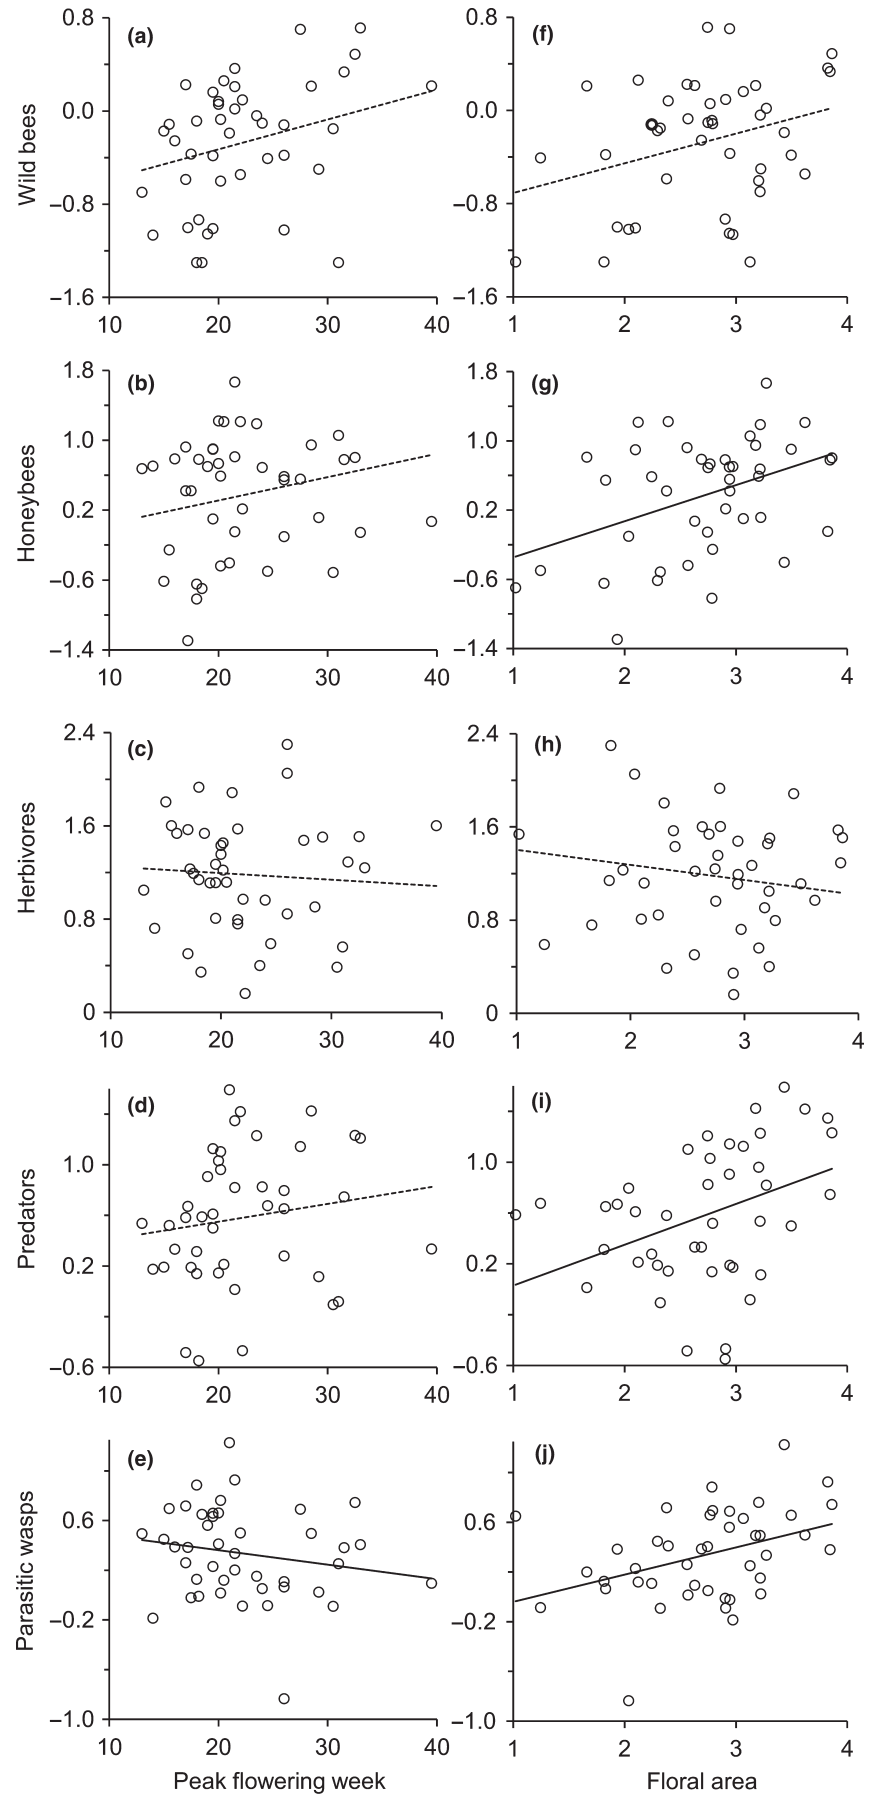 0.8
0.0
−0.8
−1.6
(a)
Wild bees
10 20 30 40
0.8
0.0
−0.8
−1.6
(f)
1 2 3 4
1.8
1.0
0.2
−0.6
−1.4
(b)
Honeybees
10 20 30 40
1.8
1.0
0.2
−0.6
−1.4
(g)
1 2 3 4
2.4
1.6
0.8
0
(c)
Herbivores
10 20 30 40
2.4
1.6
0.8
0
(h)
1 2 3 4
1.0
0.2
−0.6
(d)
Predators
10 20 30 40
1.0
0.2
−0.6
(i)
1 2 3 4
0.6
−0.2
−1.0
(e)
Parasitic wasps
10 20 30 40
Peak flowering week
0.6
−0.2
−1.0
(j)
1 2 3 4
Floral area